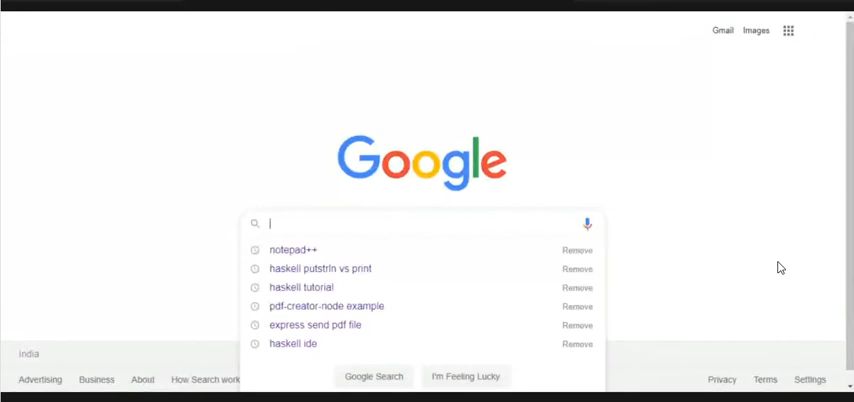 Gmail Images
Google
notepad++ Remove
haskell putstrln vs print Remove
haskell tutorial Remove
pdf-creator-node example Remove
express send pdf file Remove
haskell ide Remove
India
Google Search I'm Feeling Lucky
Advertising Business About How Search work Privacy Terms Settings